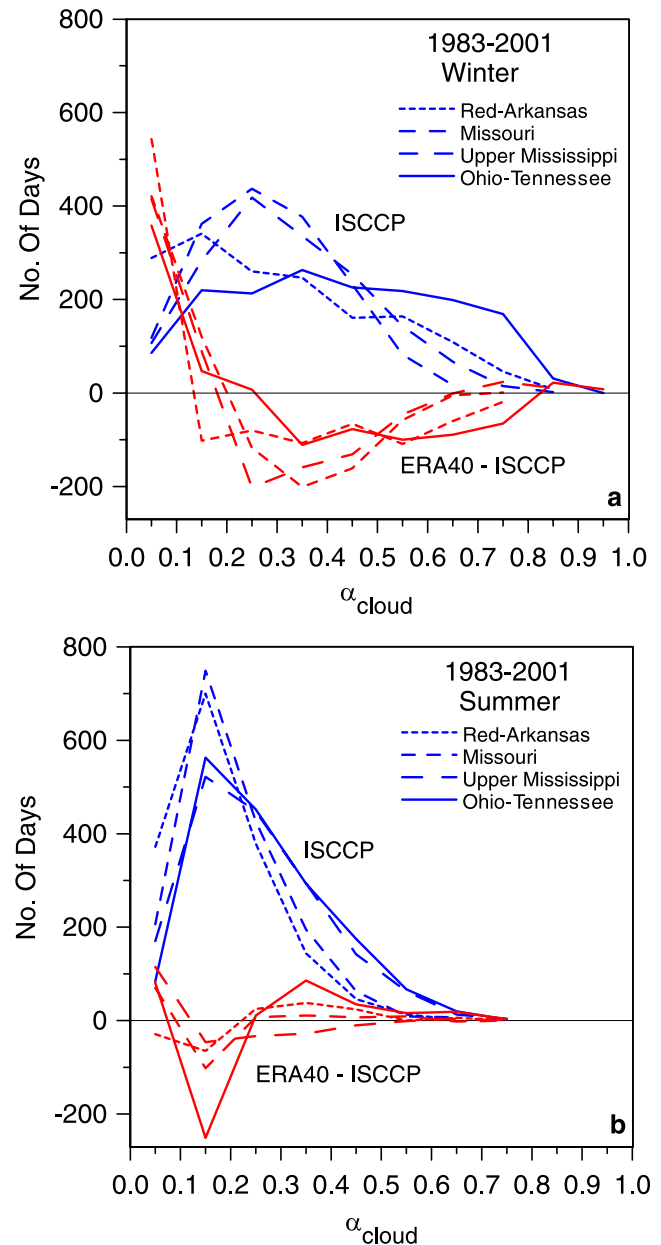 800
600
400
200
0
-200
No. Of Days
1983-2001
Winter
Red-Arkansas
Missouri
Upper Mississippi
Ohio-Tennessee
ISCCP
ERA40 - ISCCP
a
0.0 0.1 0.2 0.3 0.4 0.5 0.6 0.7 0.8 0.9 1.0
αcloud
800
600
400
200
0
-200
No. Of Days
1983-2001
Summer
Red-Arkansas
Missouri
Upper Mississippi
Ohio-Tennessee
ISCCP
ERA40 - ISCCP
b
0.0 0.1 0.2 0.3 0.4 0.5 0.6 0.7 0.8 0.9 1.0
αcloud